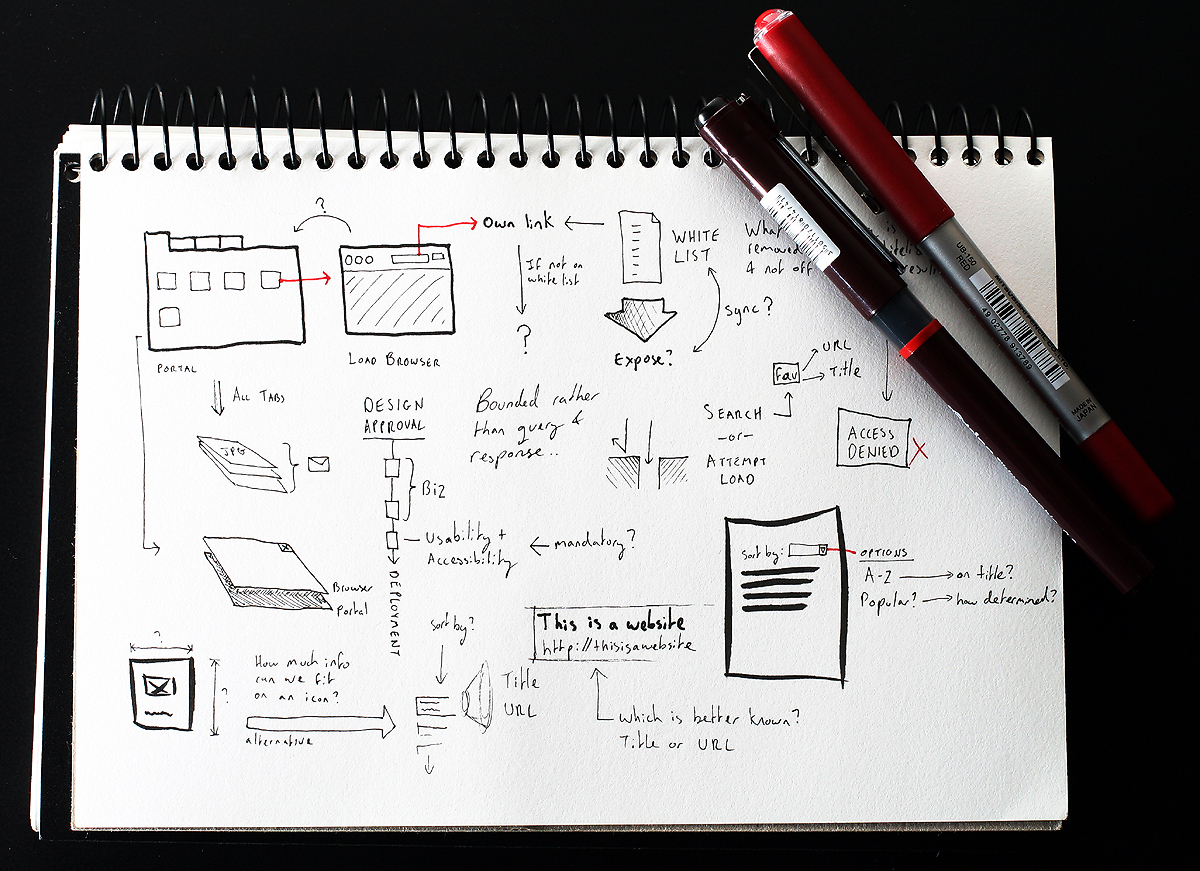 ?
Own link
If not on
white list
?
WHITE
LIST
What is
removed
& not off
Sync?
Expose?
PORTAL
LOAD BROWSER
ALL TABS
JPG
DESIGN
APPROVAL
Biz
Usability +
Accessibility
mandatory?
DEPLOYMENT
Bounded rather
than query &
response..
SEARCH
-or-
ATTEMPT
LOAD
Fav
URL
Title
ACCESS
DENIED
Browser
portal
sort by:
OPTIONS
A-Z
on title?
Popular?
how determined?
This is a website
http://thisisawebsite
Which is better known?
Title or URL
?
?
How much info
can we fit
on an icon?
alternative
sort by?
Title
URL
UB-150
RED
49 02778 913789
MADE IN
JAPAN